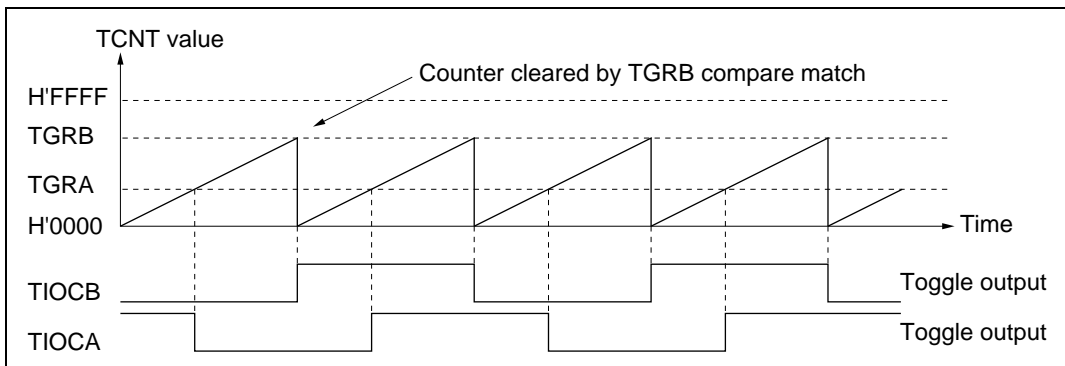 TCNT value
Counter cleared by TGRB compare match
H'FFFF
TGRB
TGRA
H'0000
Time
TIOCB
Toggle output
TIOCA
Toggle output